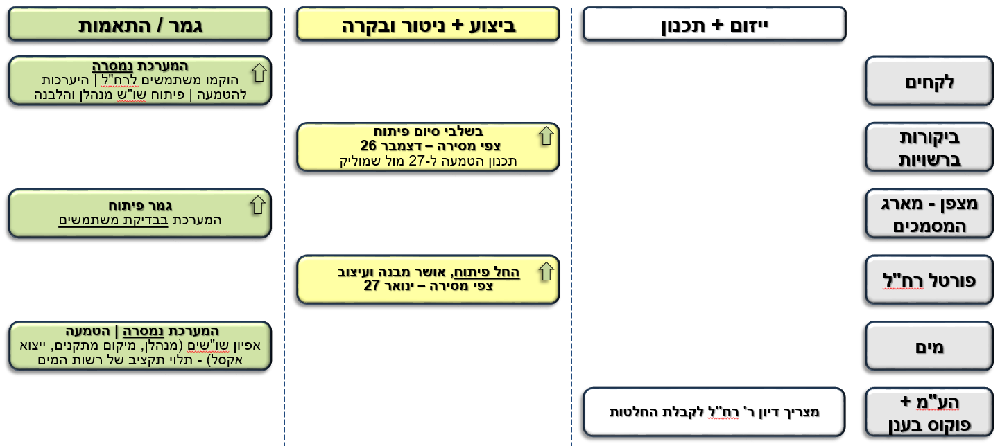 ייזום + תכנון
ביצוע + ניטור ובקרה
גמר / התאמות
לקחים
המערכת נמסרה
הוקמו משתמשים לרח"ל | היערכות
להטמעה | פיתוח שו"ש מנהלן והלבנה
ביקורות
ברשויות
בשלבי סיום פיתוח
צפי מסירה – דצמבר 26
תכנון הטמעה ל-27 מול שמוליק
מצפן - מארג
המסמכים
גמר פיתוח
המערכת בבדיקת משתמשים
פורטל רח"ל
החל פיתוח, אושר מבנה ועיצוב
צפי מסירה – ינואר 27
מים
המערכת נמסרה | הטמעה
אפיון שו"שים (מנהלן, מיקום מתקנים, ייצוא
אקסל) - תלוי תקציב של רשות המים
הע"מ +
פוקוס בענן
מצריך דיון ר' רח"ל לקבלת החלטות